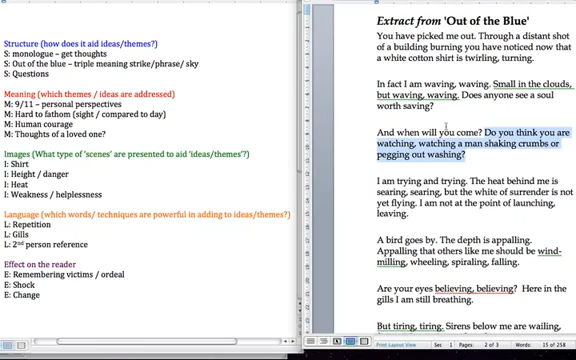 Structure (how does it aid ideas/themes?)
S: monologue – get thoughts
S: Out of the blue – triple meaning strike/phrase/ sky
S: Questions
Meaning (which themes / ideas are addressed)
M: 9/11 – personal perspectives
M: Hard to fathom (sight / compared to day)
M: Human courage
M: Thoughts of a loved one?
Images (What type of 'scenes' are presented to aid 'ideas/themes'?)
I: Shirt
I: Height / danger
I: Heat
I: Weakness / helplessness
Language (which words/ techniques are powerful in adding to ideas/themes?)
L: Repetition
L: Gills
L: 2nd person reference
Effect on the reader
E: Remembering victims / ordeal
E: Shock
E: Change
Extract from 'Out of the Blue'
You have picked me out. Through a distant shot
of a building burning you have noticed now that
a white cotton shirt is twirling, turning.
In fact I am waving, waving. Small in the clouds,
but waving, waving. Does anyone see a soul
worth saving?
And when will you come? Do you think you are
watching, watching a man shaking crumbs or
pegging out washing?
I am trying and trying. The heat behind me is
searing, searing, but the white of surrender is not
yet flying. I am not at the point of launching,
leaving.
A bird goes by. The depth is appalling.
Appalling that others like me should be wind-
milling, wheeling, spiraling, falling.
Are your eyes believing, believing? Here in the
gills I am still breathing.
But tiring, tiring. Sirens below me are wailing,
Print Layout View Sec 1 Pages: 2 of 3 Words: 15 of 258